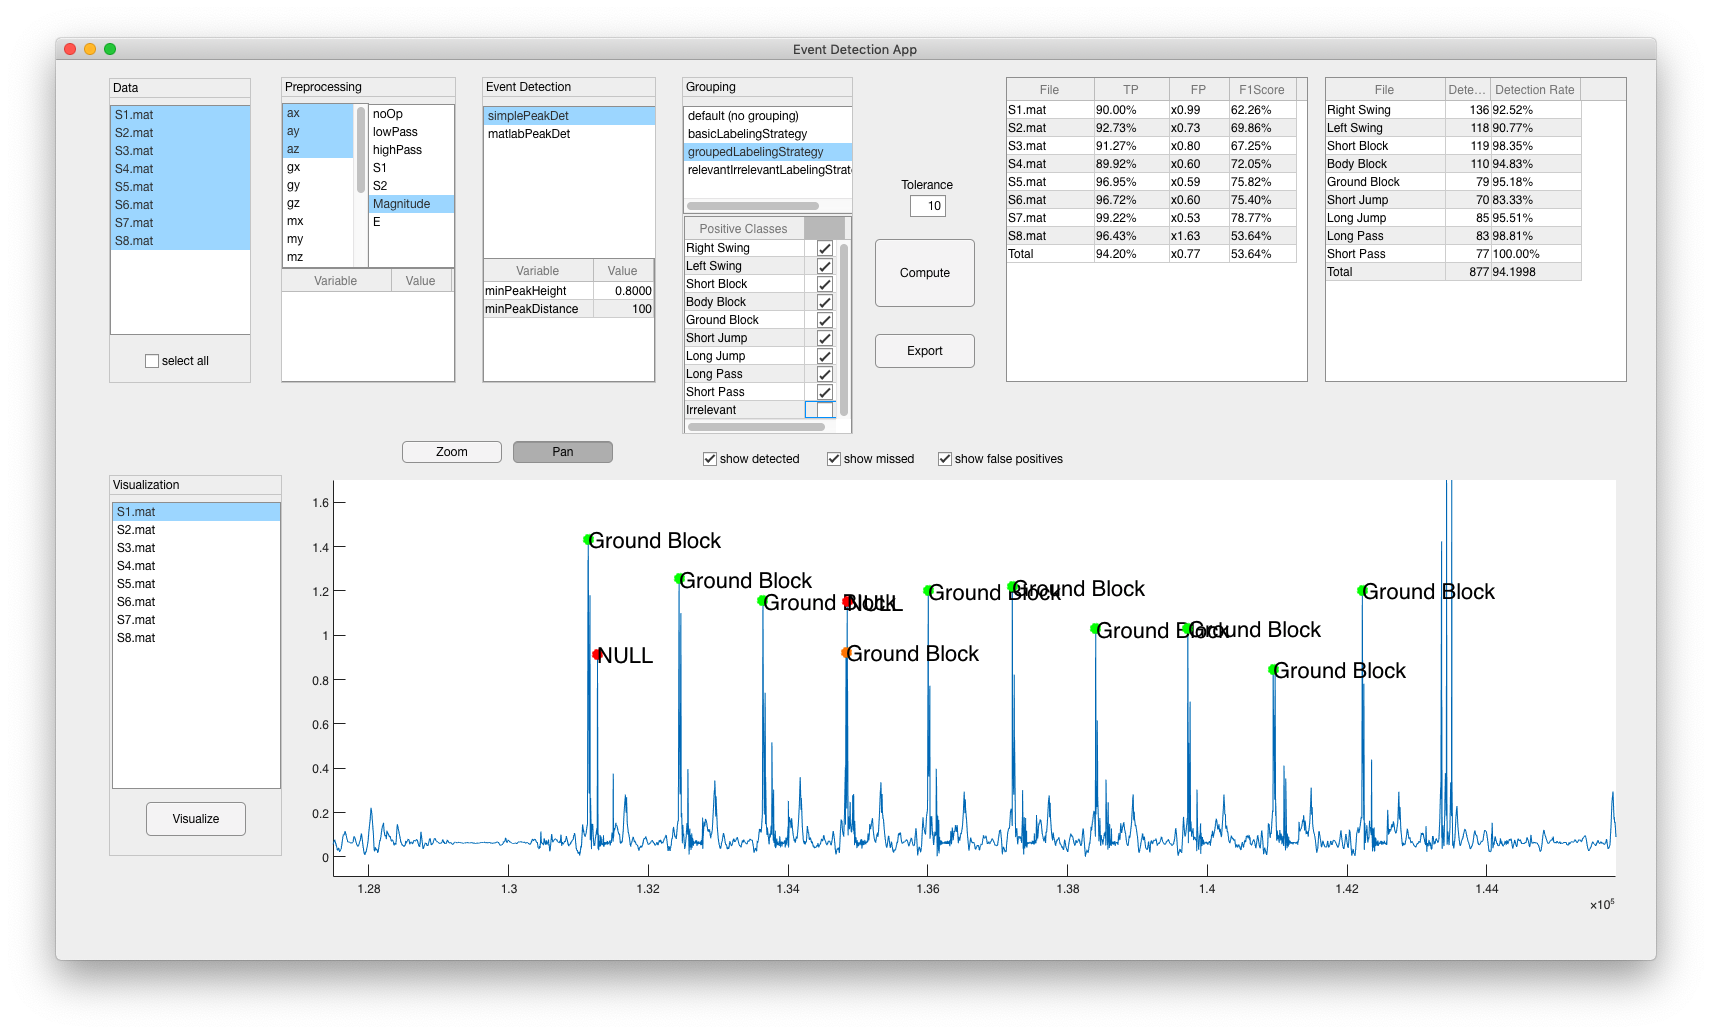 Event Detection App
Data
S1.mat
S2.mat
S3.mat
S4.mat
S5.mat
S6.mat
S7.mat
S8.mat
select all
Preprocessing
ax
ay
az
gx
gy
gz
mx
my
mz
noOp
lowPass
highPass
S1
S2
Magnitude
E
Variable Value
Event Detection
simplePeakDet
matlabPeakDet
Variable Value
minPeakHeight 0.8000
minPeakDistance 100
Grouping
default (no grouping)
basicLabelingStrategy
groupedLabelingStrategy
relevantIrrelevantLabelingStrat
Positive Classes
Right Swing
Left Swing
Short Block
Body Block
Ground Block
Short Jump
Long Jump
Long Pass
Short Pass
Irrelevant
Tolerance
10
Compute
Export
File TP FP F1Score
S1.mat 90.00% x0.99 62.26%
S2.mat 92.73% x0.73 69.86%
S3.mat 91.27% x0.80 67.25%
S4.mat 89.92% x0.60 72.05%
S5.mat 96.95% x0.59 75.82%
S6.mat 96.72% x0.60 75.40%
S7.mat 99.22% x0.53 78.77%
S8.mat 96.43% x1.63 53.64%
Total 94.20% x0.77 53.64%
File Dete... Detection Rate
Right Swing 136 92.52%
Left Swing 118 90.77%
Short Block 119 98.35%
Body Block 110 94.83%
Ground Block 79 95.18%
Short Jump 70 83.33%
Long Jump 85 95.51%
Long Pass 83 98.81%
Short Pass 77 100.00%
Total 877 94.1998
Zoom
Pan
show detected
show missed
show false positives
Visualization
S1.mat
S2.mat
S3.mat
S4.mat
S5.mat
S6.mat
S7.mat
S8.mat
Visualize
1.6
1.4
1.2
1
0.8
0.6
0.4
0.2
0
Ground Block
NULL
Ground Block
Ground Block
NULL
Ground Block
Ground Block
Ground Block
Ground Block
Ground Block
Ground Block
Ground Block
1.28 1.3 1.32 1.34 1.36 1.38 1.4 1.42 1.44
×10⁵